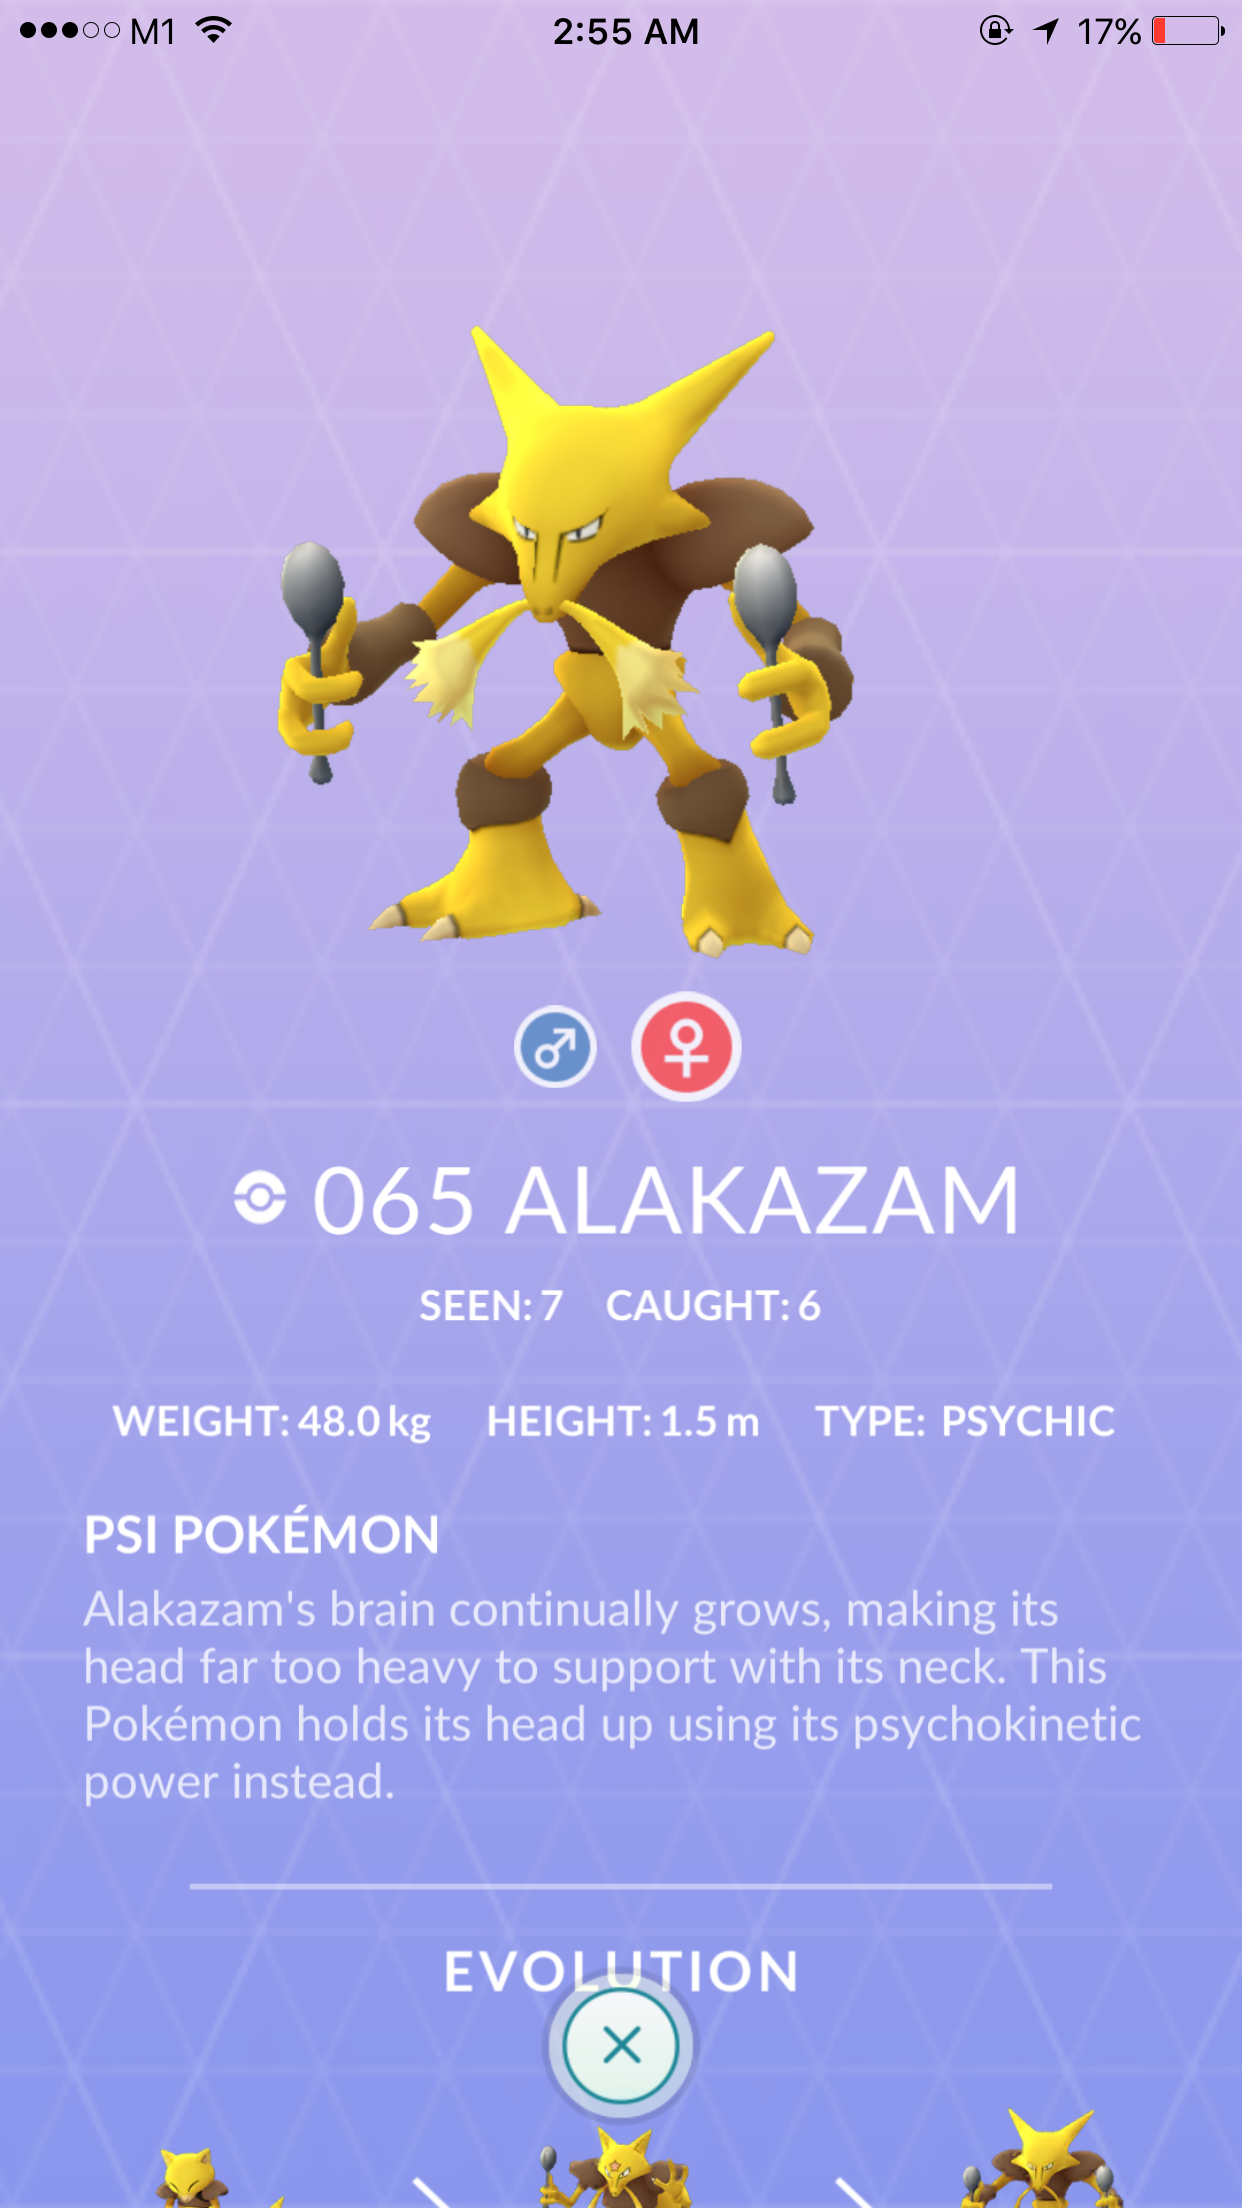 M1 2:55 AM 17%
065 ALAKAZAM
SEEN: 7 CAUGHT: 6
WEIGHT: 48.0 kg HEIGHT: 1.5 m TYPE: PSYCHIC
PSI POKÉMON
Alakazam's brain continually grows, making its
head far too heavy to support with its neck. This
Pokémon holds its head up using its psychokinetic
power instead.
EVOLUTION